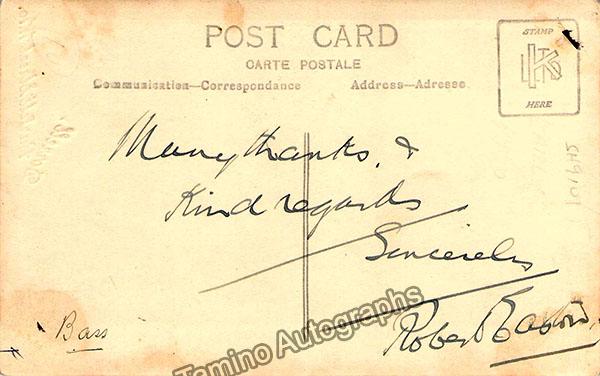 POST CARD
CARTE POSTALE
Communication—Correspondance Address—Adresse
STAMP
HERE
Many thanks, &
Kind regards
Sincerely
Robert Easton
Bass
Tamino Autographs